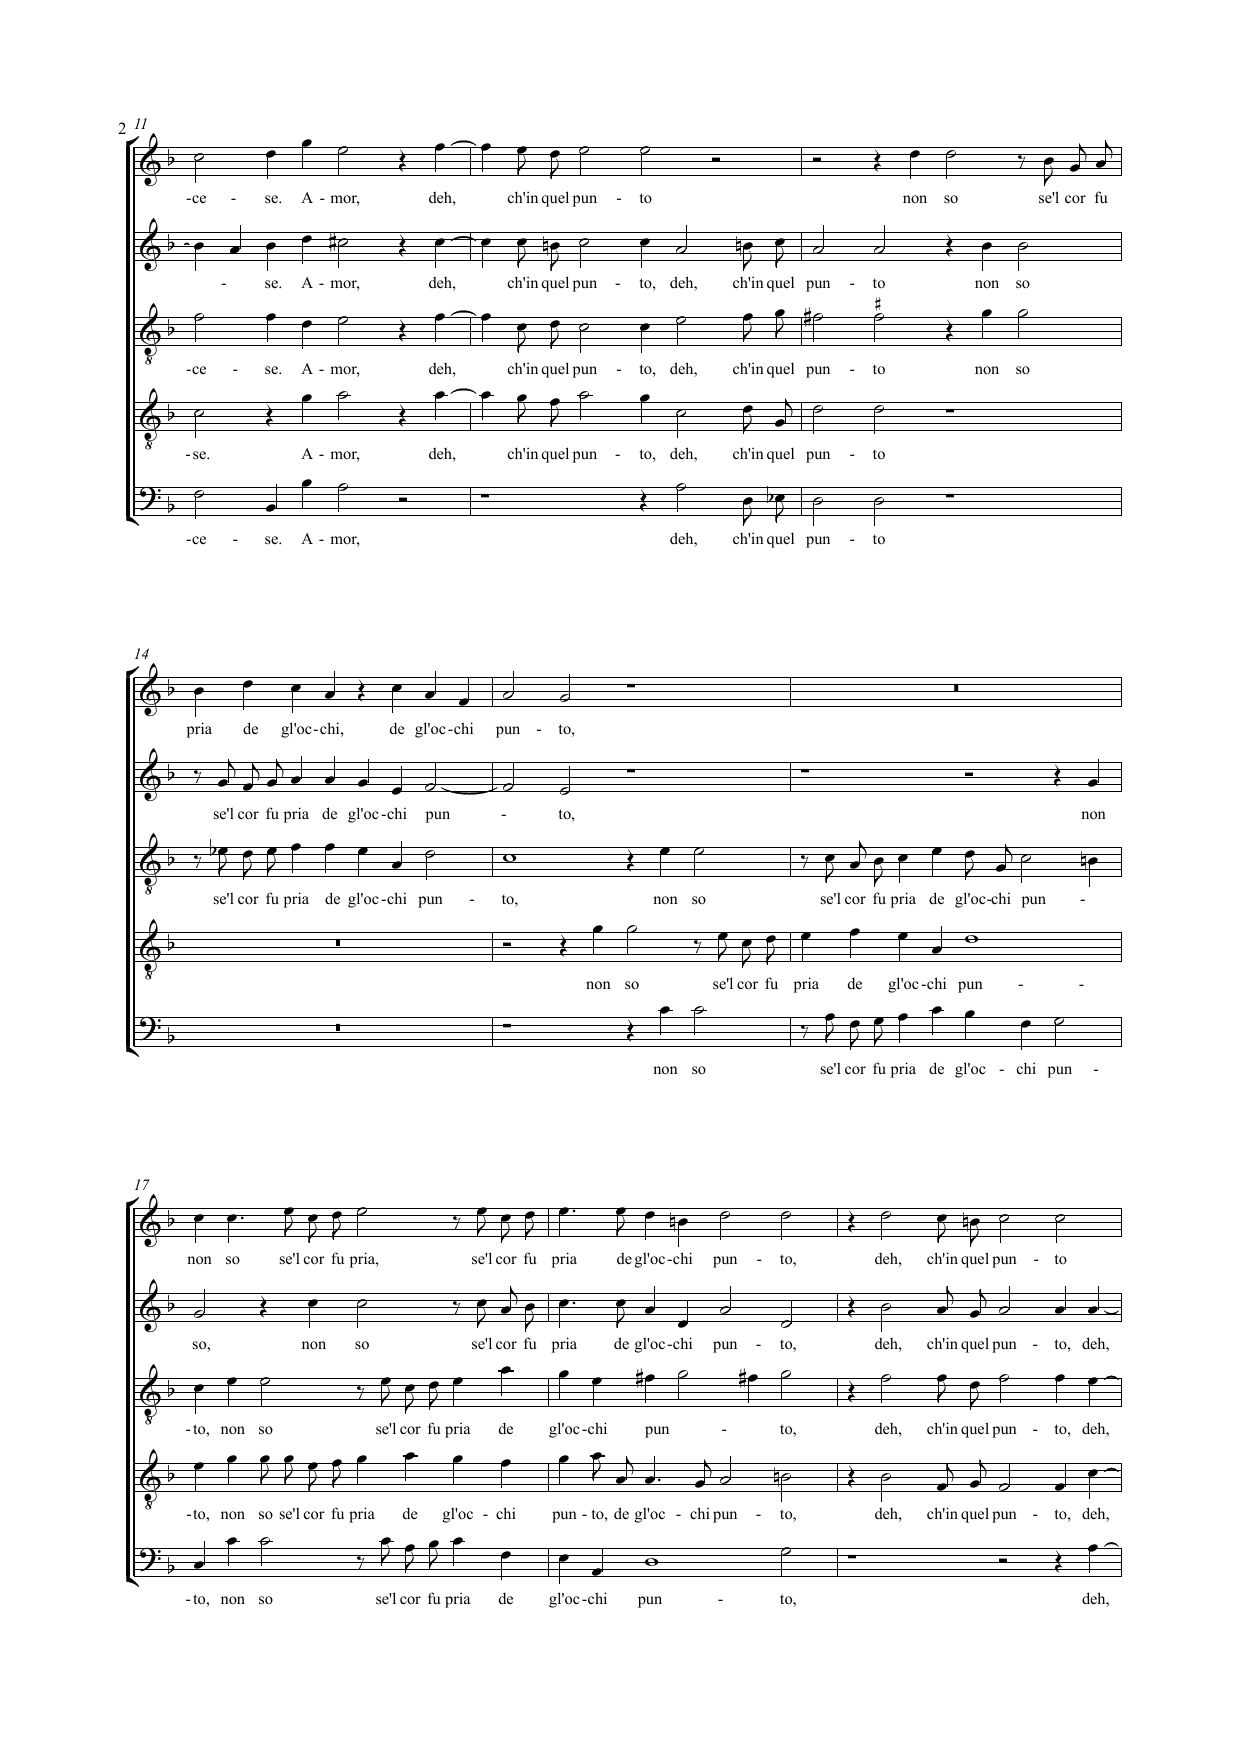 2
11
-ce - se. A - mor, deh, ch'in quel pun - to non so se'l cor fu
- se. A - mor, deh, ch'in quel pun - to, deh, ch'in quel pun - to non so
-ce - se. A - mor, deh, ch'in quel pun - to, deh, ch'in quel pun - to non so
-se. A - mor, deh, ch'in quel pun - to, deh, ch'in quel pun - to
-ce - se. A - mor, deh, ch'in quel pun - to
14
pria de gl'oc-chi, de gl'oc-chi pun - to,
se'l cor fu pria de gl'oc-chi pun - to, non
se'l cor fu pria de gl'oc-chi pun - to, non so se'l cor fu pria de gl'oc-chi pun -
non so se'l cor fu pria de gl'oc-chi pun - -
non so se'l cor fu pria de gl'oc - chi pun -
17
non so se'l cor fu pria, se'l cor fu pria de gl'oc-chi pun - to, deh, ch'in quel pun - to
so, non so se'l cor fu pria de gl'oc-chi pun - to, deh, ch'in quel pun - to, deh,
-to, non so se'l cor fu pria de gl'oc-chi pun - to, deh, ch'in quel pun - to, deh,
-to, non so se'l cor fu pria de gl'oc - chi pun - to, de gl'oc - chi pun - to, deh, ch'in quel pun - to, deh,
-to, non so se'l cor fu pria de gl'oc-chi pun - to, deh,